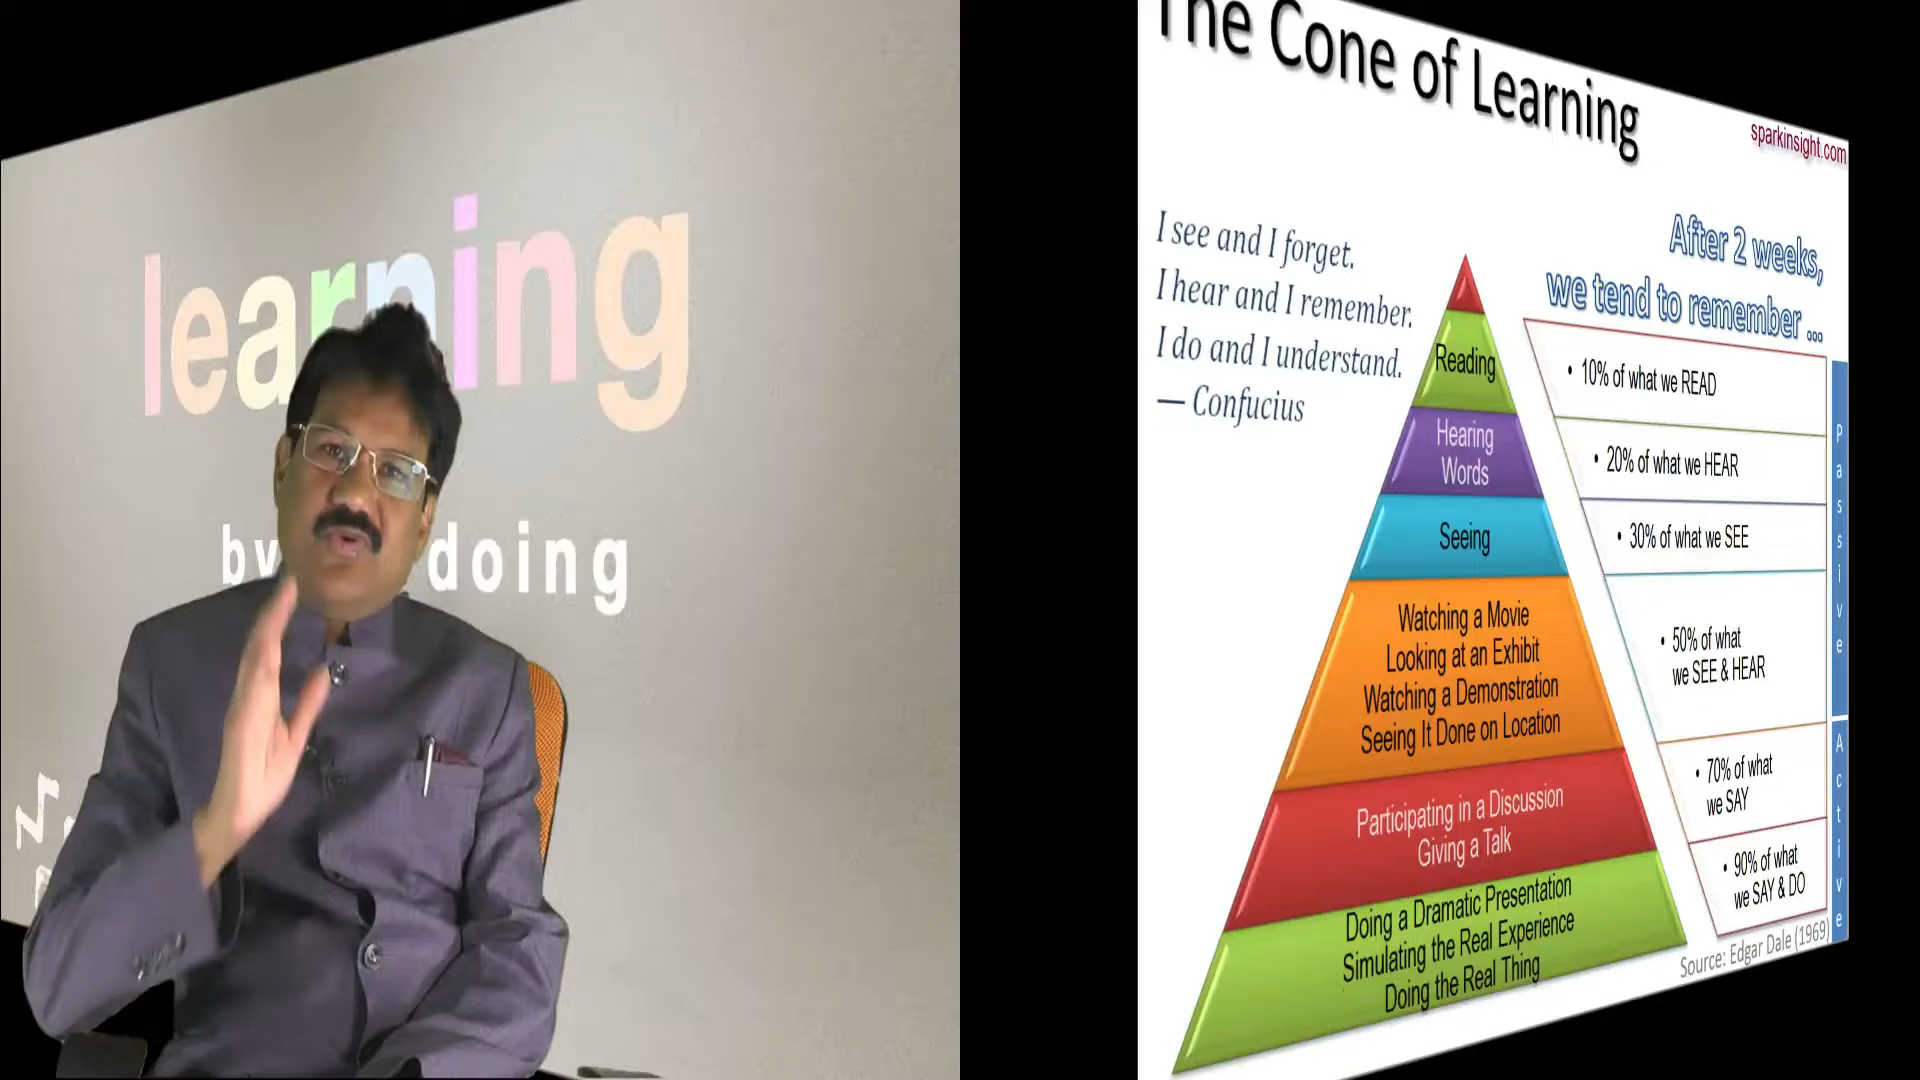 learning
by doing
The Cone of Learning
sparkinsight.com
I see and I forget.
I hear and I remember.
I do and I understand.
— Confucius
After 2 weeks,
we tend to remember ...
Reading
Hearing
Words
Seeing
Watching a Movie
Looking at an Exhibit
Watching a Demonstration
Seeing It Done on Location
Participating in a Discussion
Giving a Talk
Doing a Dramatic Presentation
Simulating the Real Experience
Doing the Real Thing
• 10% of what we READ
• 20% of what we HEAR
• 30% of what we SEE
• 50% of what
we SEE & HEAR
• 70% of what
we SAY
• 90% of what
we SAY & DO
Passive
Active
Source: Edgar Dale (1969)